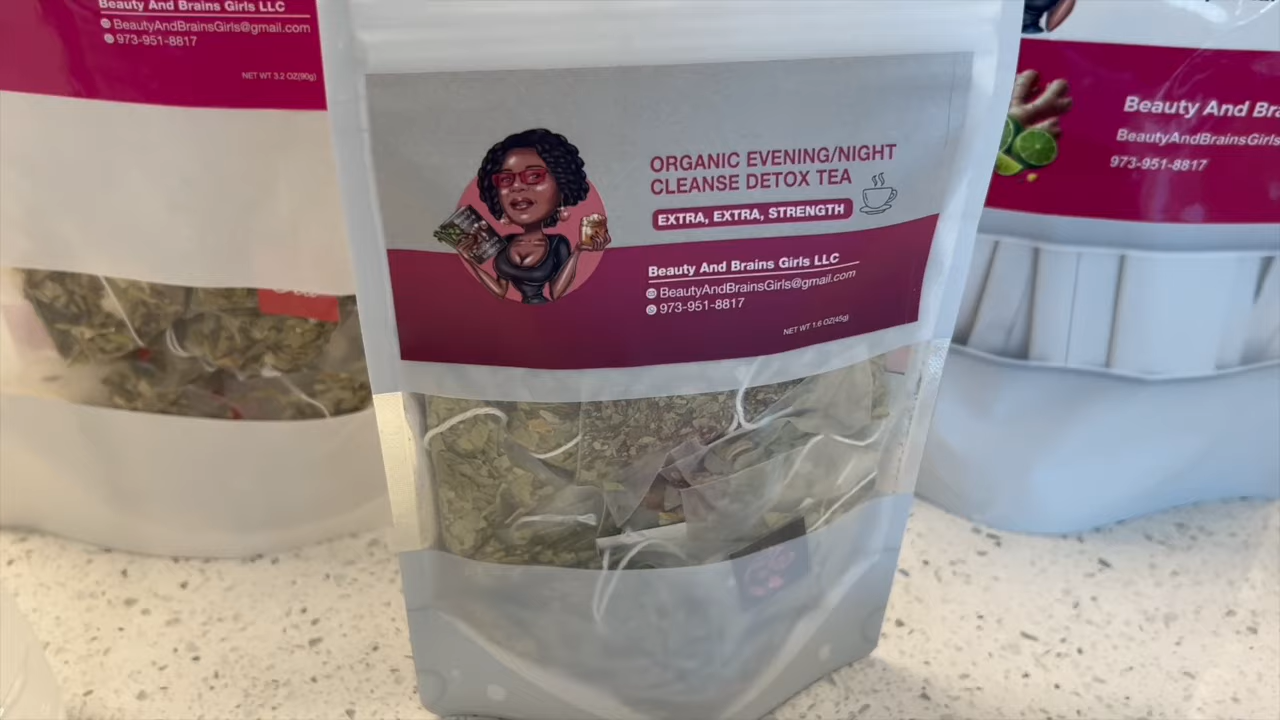 Beauty And Brains Girls LLC
BeautyAndBrainsGirls@gmail.com
973-951-8817
NET WT 3.2 OZ(90g)
ORGANIC EVENING/NIGHT
CLEANSE DETOX TEA
EXTRA, EXTRA, STRENGTH
Beauty And Brains Girls LLC
BeautyAndBrainsGirls@gmail.com
973-951-8817
NET WT 1.6 OZ(45g)
Beauty And Bra
BeautyAndBrainsGirls
973-951-8817